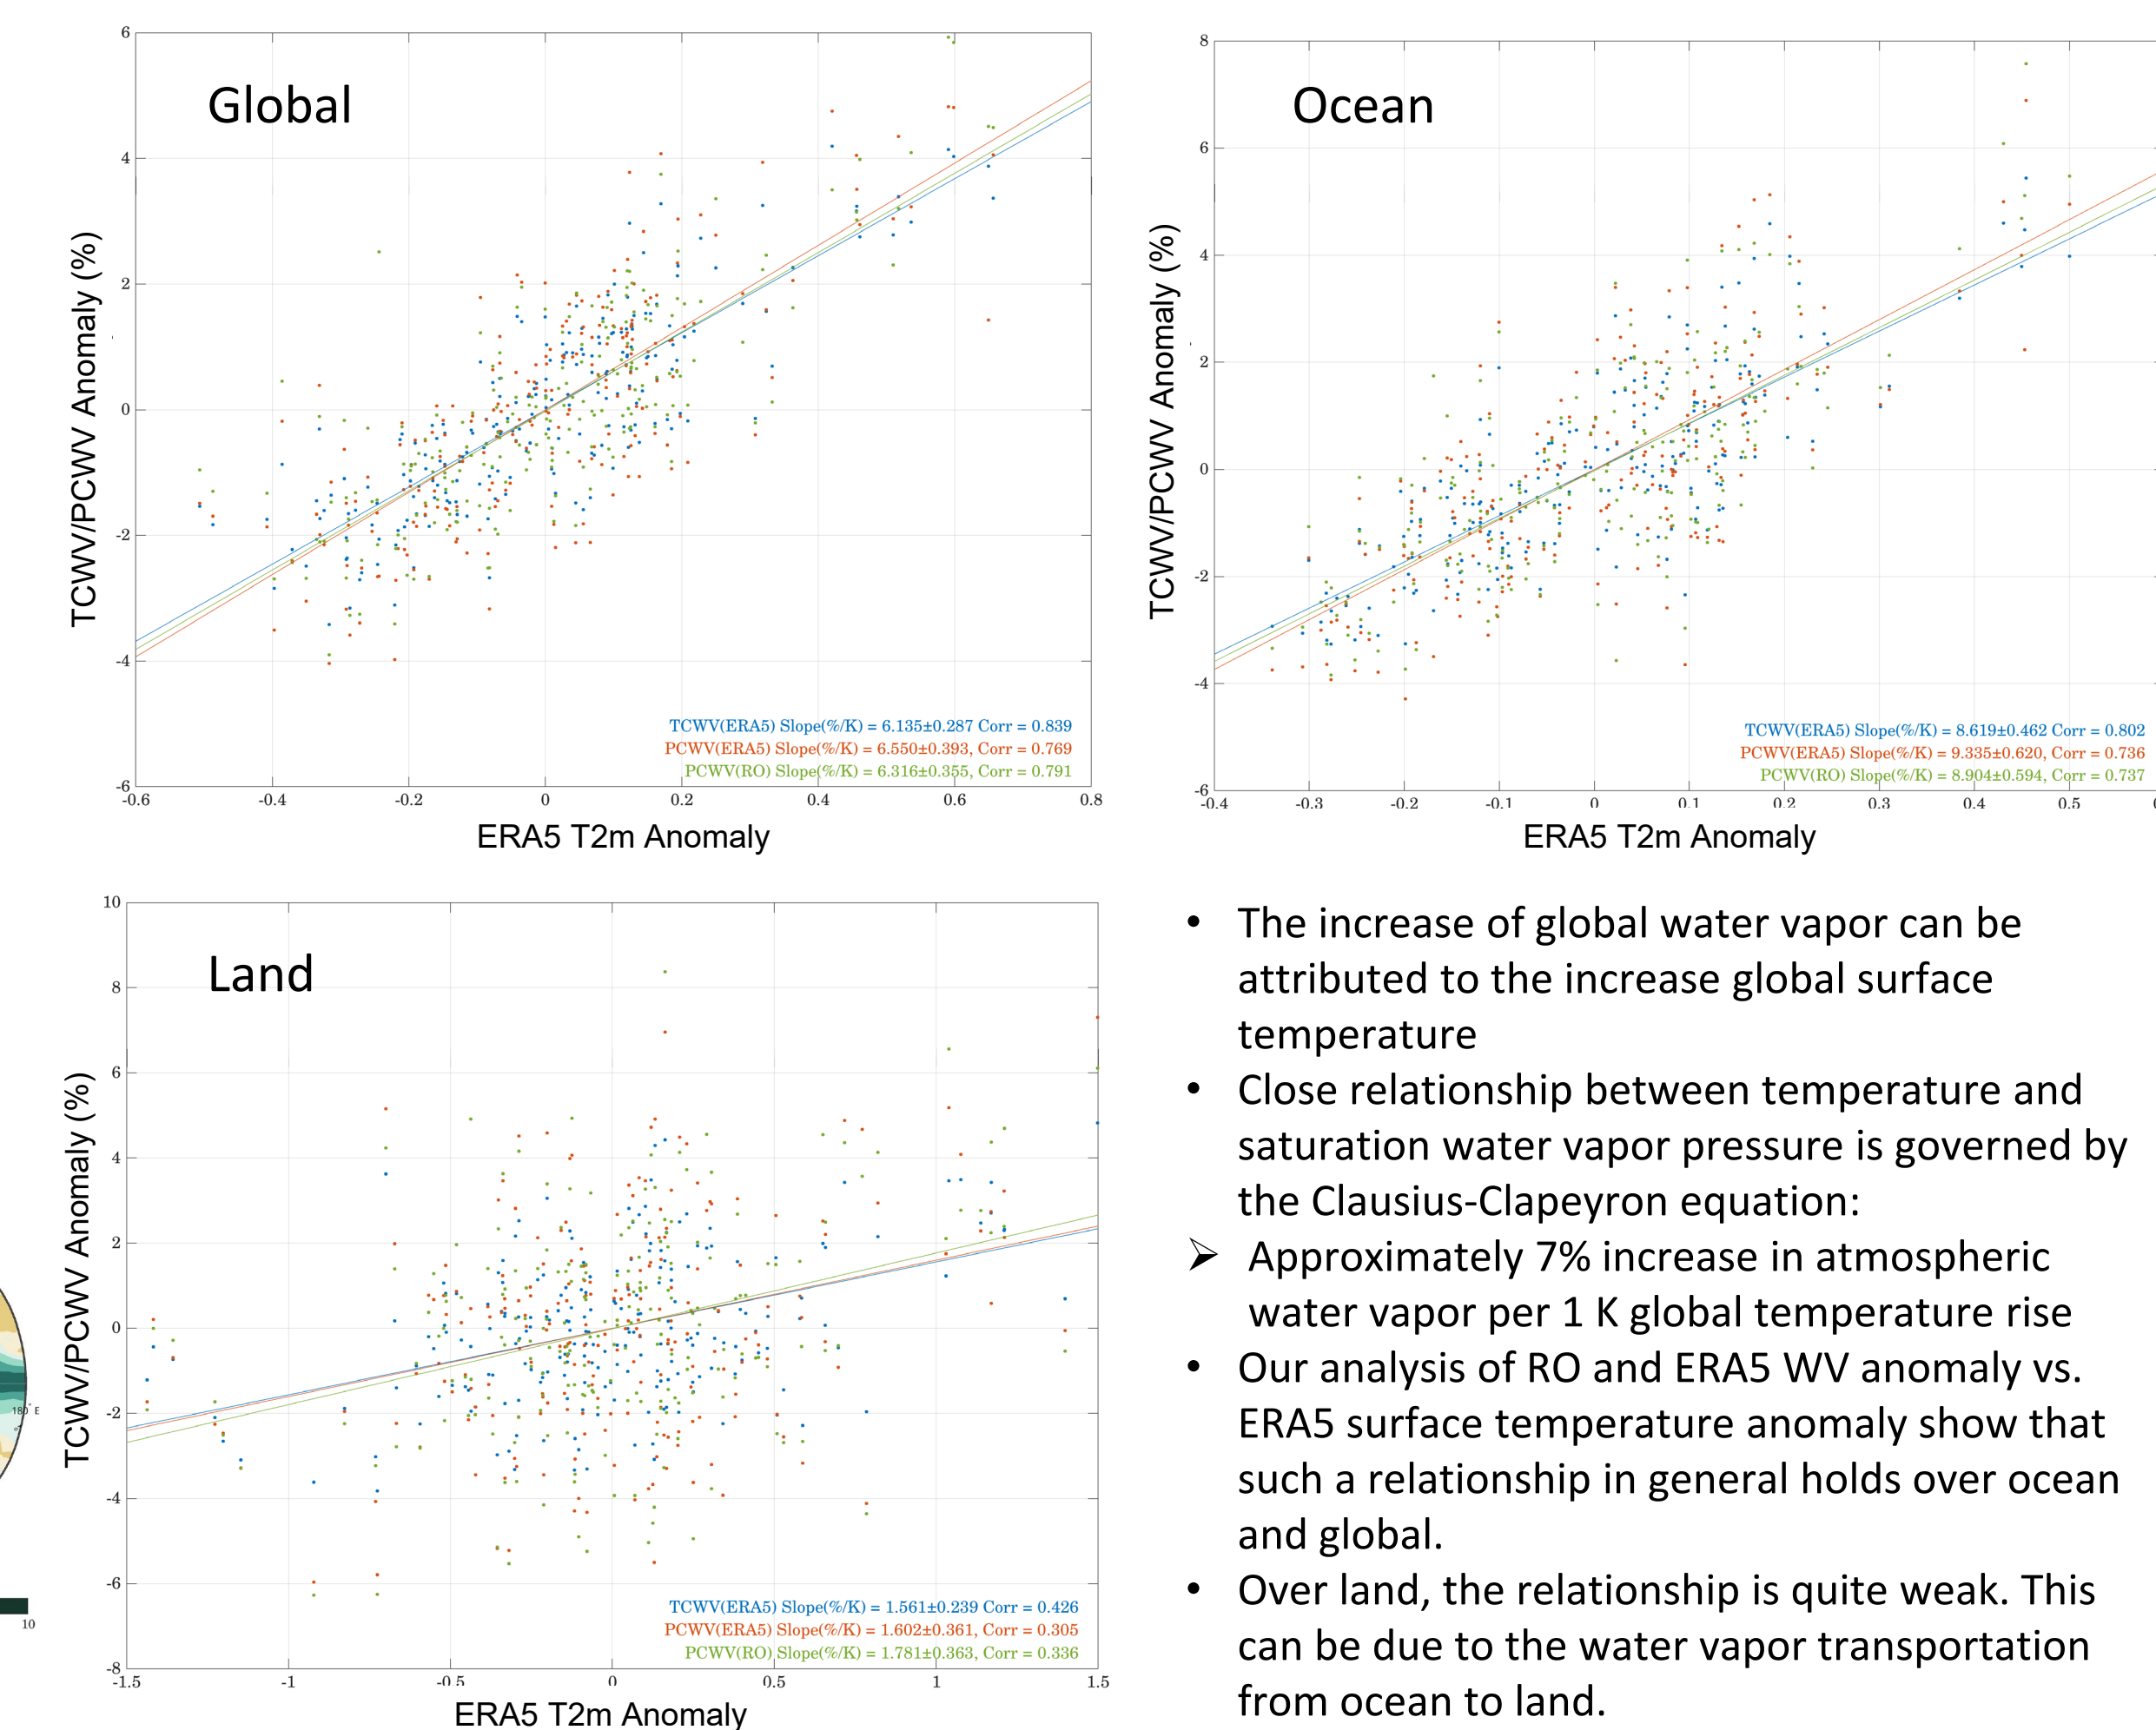 Global
6
4
2
0
-2
-4
-6
TCWV/PCWV Anomaly (%)
TCWV(ERA5) Slope(%/K) = 6.135±0.287 Corr = 0.839
PCWV(ERA5) Slope(%/K) = 6.550±0.393, Corr = 0.769
PCWV(RO) Slope(%/K) = 6.316±0.355, Corr = 0.791
-0.6 -0.4 -0.2 0 0.2 0.4 0.6 0.8
ERA5 T2m Anomaly
Ocean
8
6
4
2
0
-2
-4
-6
TCWV/PCWV Anomaly (%)
TCWV(ERA5) Slope(%/K) = 8.619±0.462 Corr = 0.802
PCWV(ERA5) Slope(%/K) = 9.335±0.620, Corr = 0.736
PCWV(RO) Slope(%/K) = 8.904±0.594, Corr = 0.737
-0.4 -0.3 -0.2 -0.1 0 0.1 0.2 0.3 0.4 0.5
ERA5 T2m Anomaly
Land
10
8
6
4
2
0
-2
-4
-6
-8
TCWV/PCWV Anomaly (%)
TCWV(ERA5) Slope(%/K) = 1.561±0.239 Corr = 0.426
PCWV(ERA5) Slope(%/K) = 1.602±0.361, Corr = 0.305
PCWV(RO) Slope(%/K) = 1.781±0.363, Corr = 0.336
-1.5 -1 -0.5 0 0.5 1 1.5
ERA5 T2m Anomaly
180° E
10
• The increase of global water vapor can be
attributed to the increase global surface
temperature
• Close relationship between temperature and
saturation water vapor pressure is governed by
the Clausius-Clapeyron equation:
➢ Approximately 7% increase in atmospheric
water vapor per 1 K global temperature rise
• Our analysis of RO and ERA5 WV anomaly vs.
ERA5 surface temperature anomaly show that
such a relationship in general holds over ocean
and global.
• Over land, the relationship is quite weak. This
can be due to the water vapor transportation
from ocean to land.